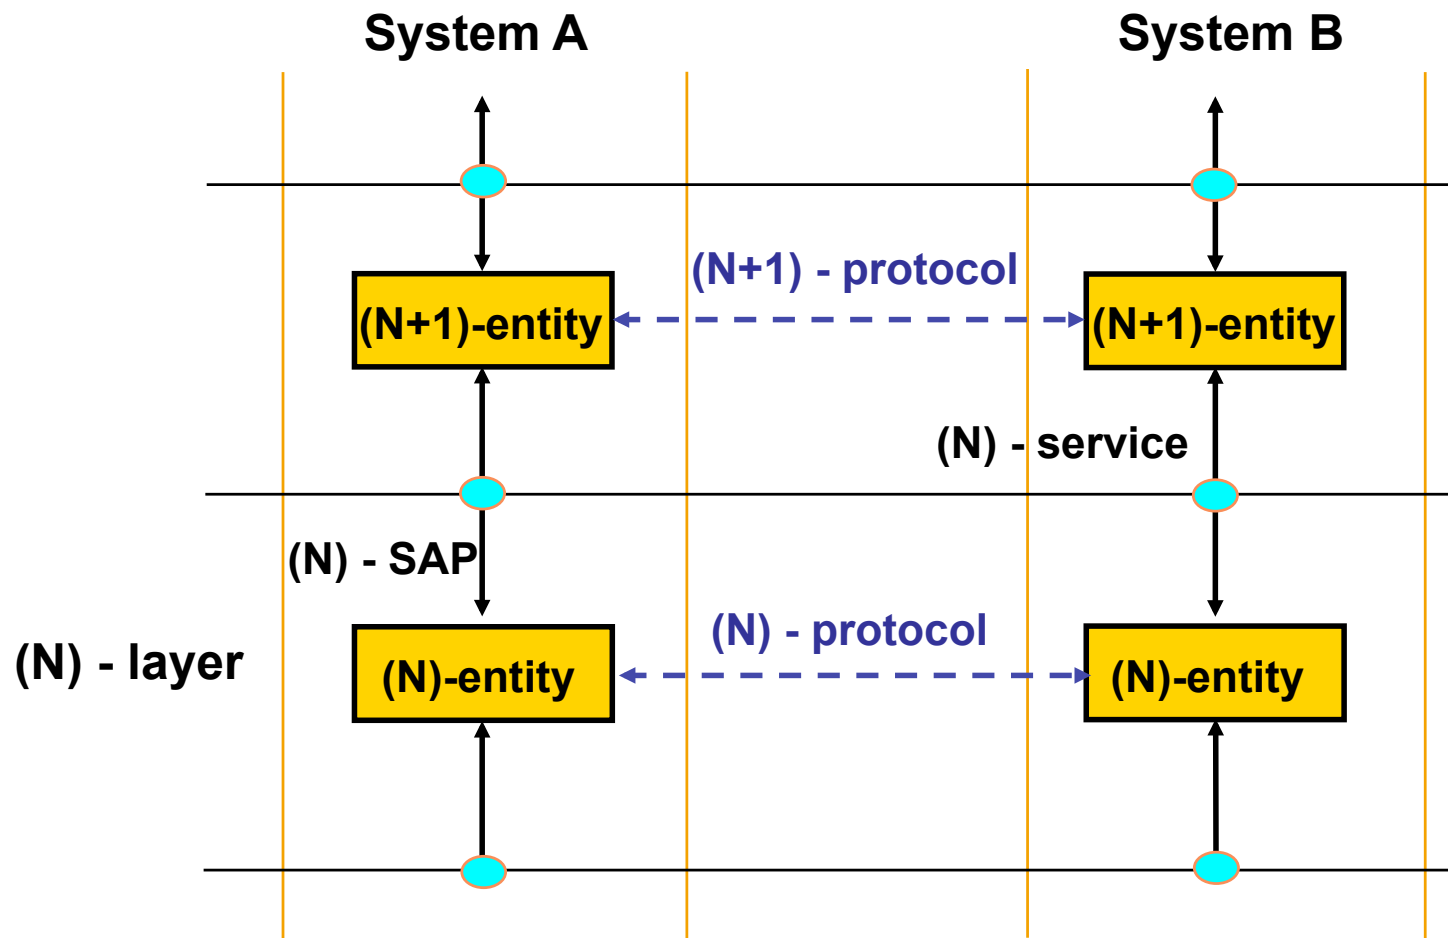 System A
System B
(N+1) - protocol
(N+1)-entity
(N+1)-entity
(N) - service
(N) - SAP
(N) - protocol
(N) - layer
(N)-entity
(N)-entity